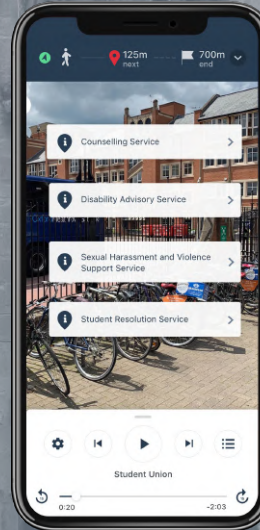 125m
next
700m
end
Counselling Service
Disability Advisory Service
Sexual Harassment and Violence
Support Service
Student Resolution Service
Student Union
0:20
-2:03